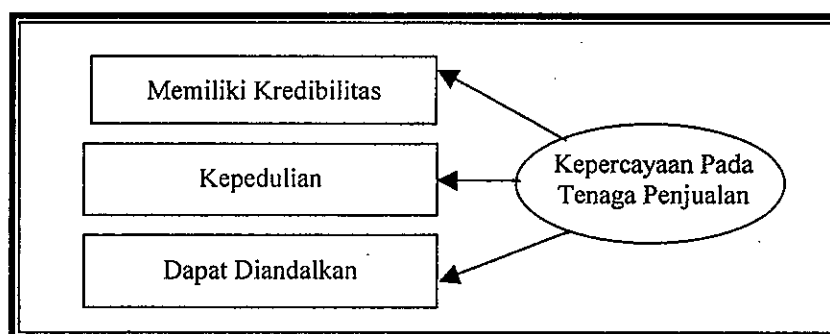 Memiliki Kredibilitas
Kepedulian
Dapat Diandalkan
Kepercayaan Pada
Tenaga Penjualan